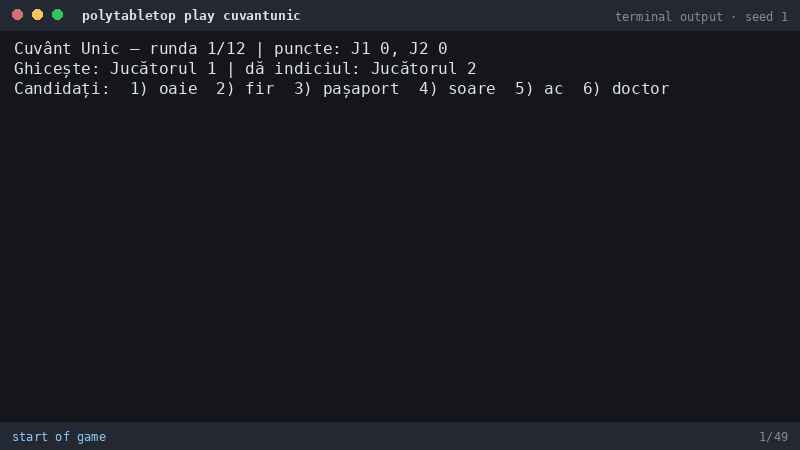 polytabletop play cuvantunic
terminal output · seed 1
Cuvânt Unic — runda 1/12 | puncte: J1 0, J2 0
Ghicește: Jucătorul 1 | dă indiciul: Jucătorul 2
Candidați:  1) oaie  2) fir  3) pașaport  4) soare  5) ac  6) doctor
start of game
1/49